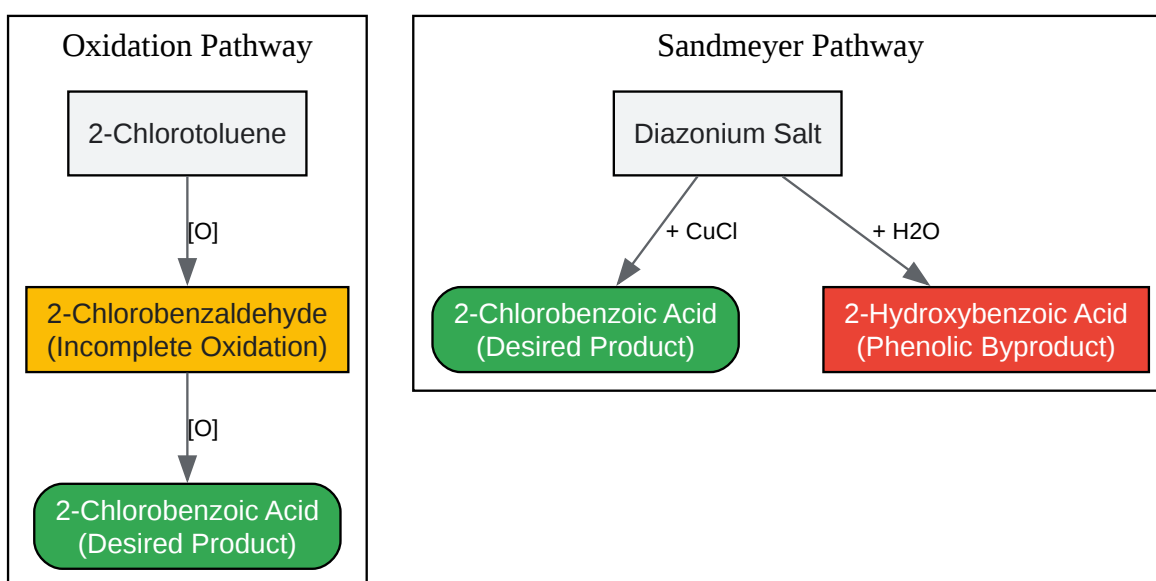 Oxidation Pathway
2-Chlorotoluene
[O]
2-Chlorobenzaldehyde
(Incomplete Oxidation)
[O]
2-Chlorobenzoic Acid
(Desired Product)
Sandmeyer Pathway
Diazonium Salt
+ CuCl
+ H2O
2-Chlorobenzoic Acid
(Desired Product)
2-Hydroxybenzoic Acid
(Phenolic Byproduct)